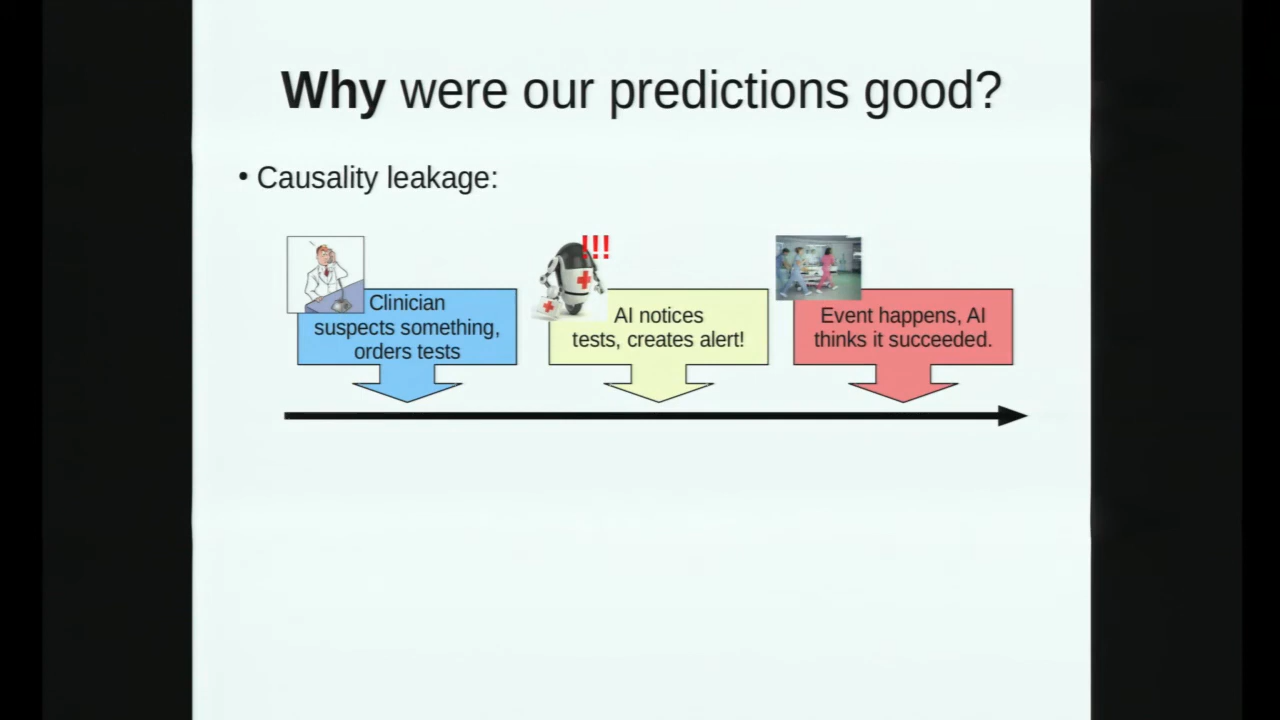 Why were our predictions good?
• Causality leakage:
!!!
Clinician
suspects something,
orders tests
AI notices
tests, creates alert!
Event happens, AI
thinks it succeeded.